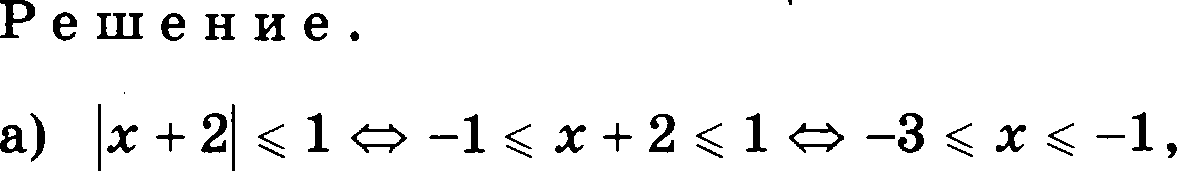 Р е ш е н и е .
а) |x + 2| ⩽ 1 ⇔ −1 ⩽ x + 2 ⩽ 1 ⇔ −3 ⩽ x ⩽ −1,